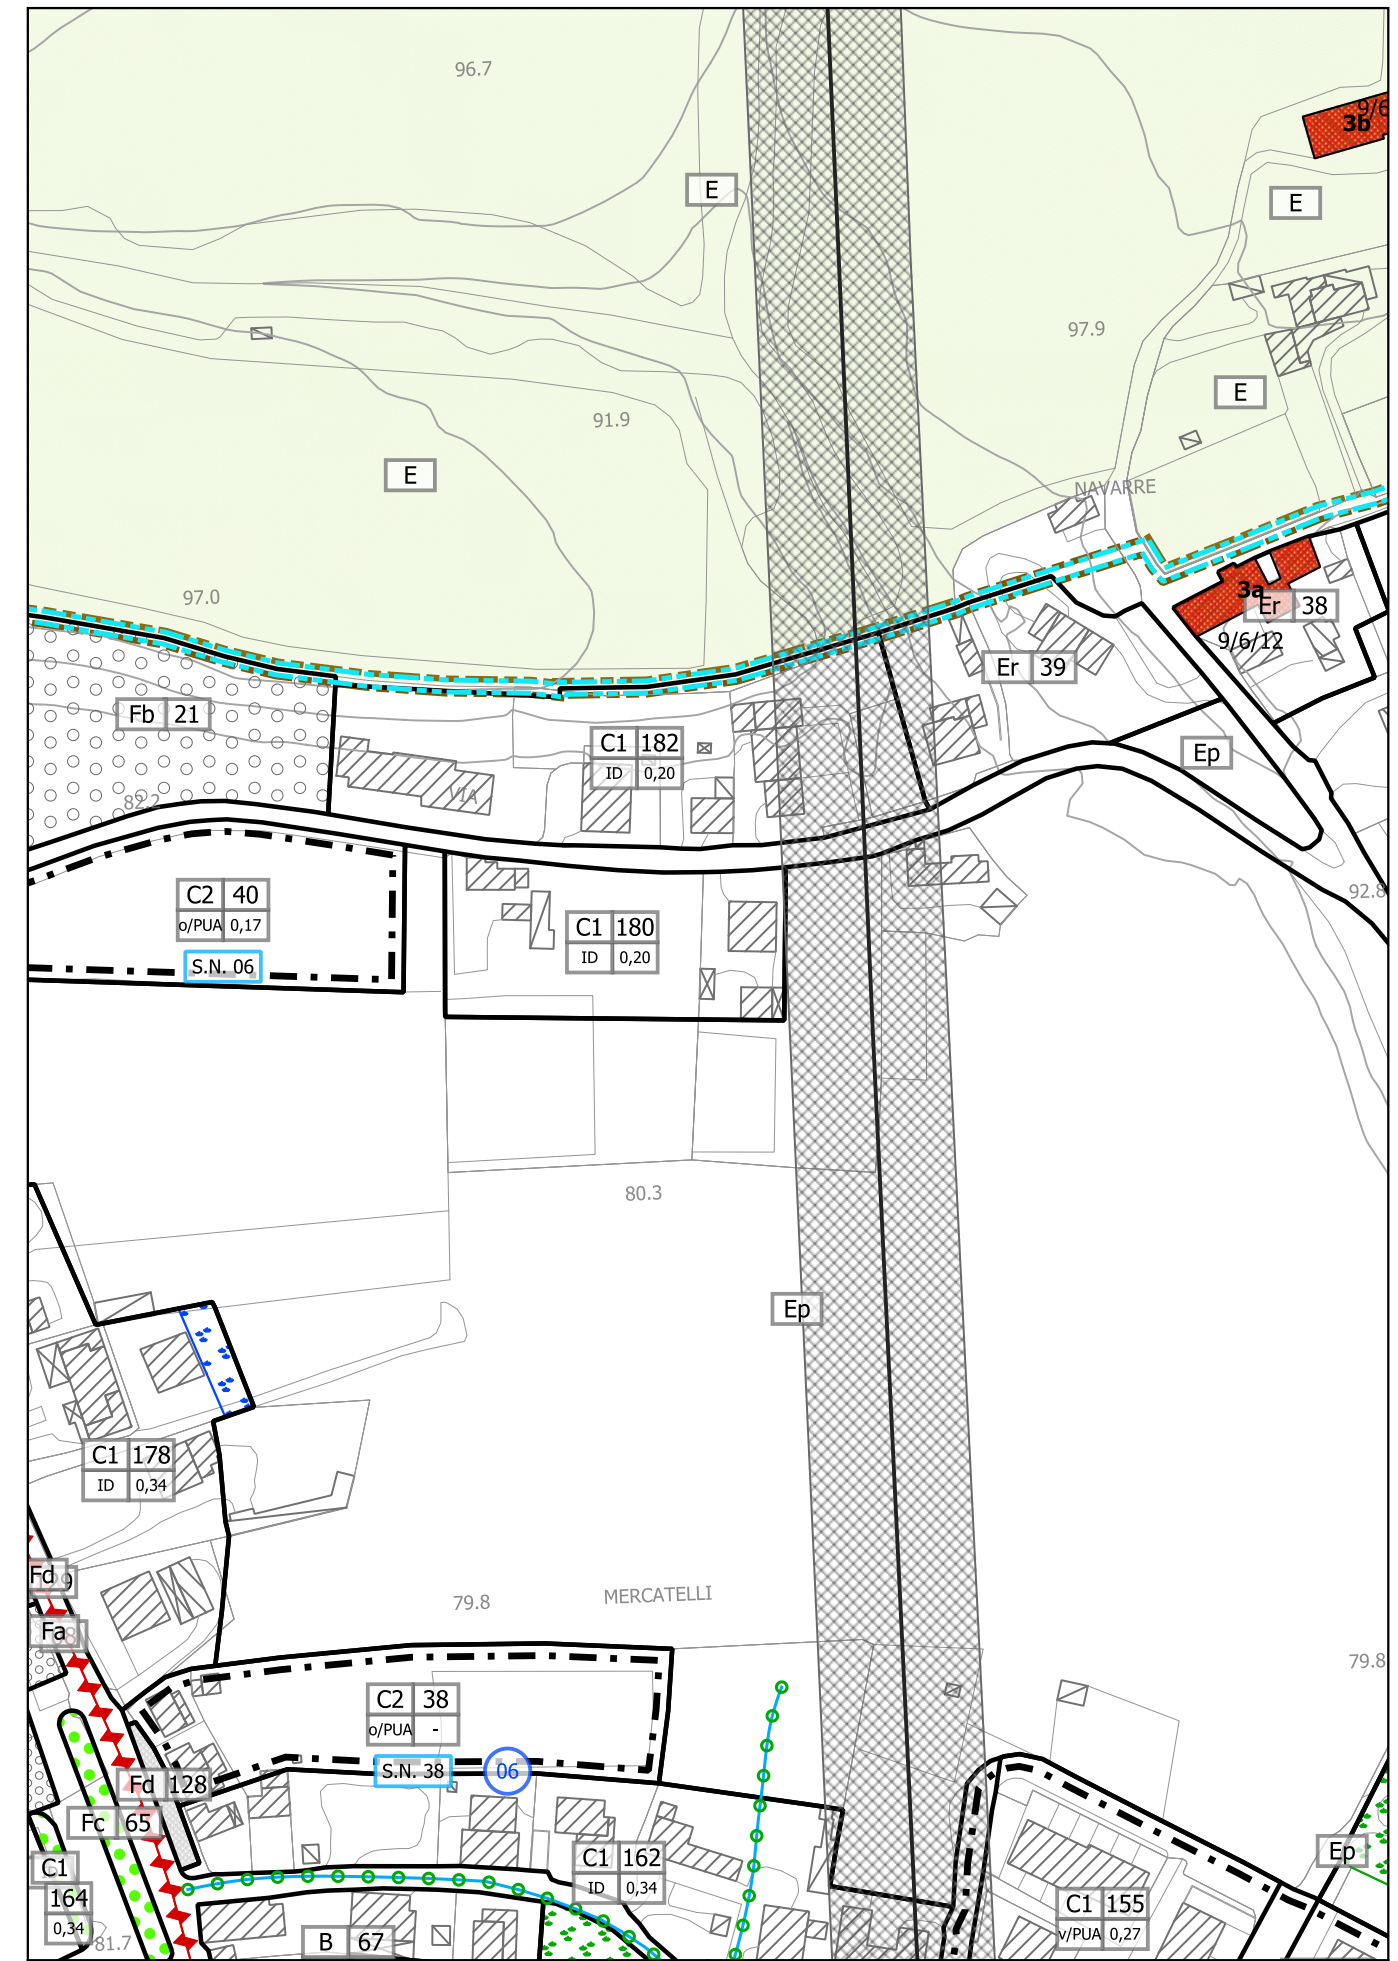 96.7
9/6
3b
E
E
97.9
E
91.9
E
NAVARRE
97.0
3a
Er 38
9/6/12
Er 39
Fb 21
C1 182
ID 0,20
Ep
VIA
82.2
C2 40
o/PUA 0,17
S.N. 06
C1 180
ID 0,20
92.8
80.3
Ep
C1 178
ID 0,34
Fd
79.8
MERCATELLI
Fa
79.8
C2 38
o/PUA -
S.N. 38
06
Fd 128
Fc 65
Ep
C1 162
ID 0,34
C1
164
0,34
C1 155
v/PUA 0,27
B 67
81.7